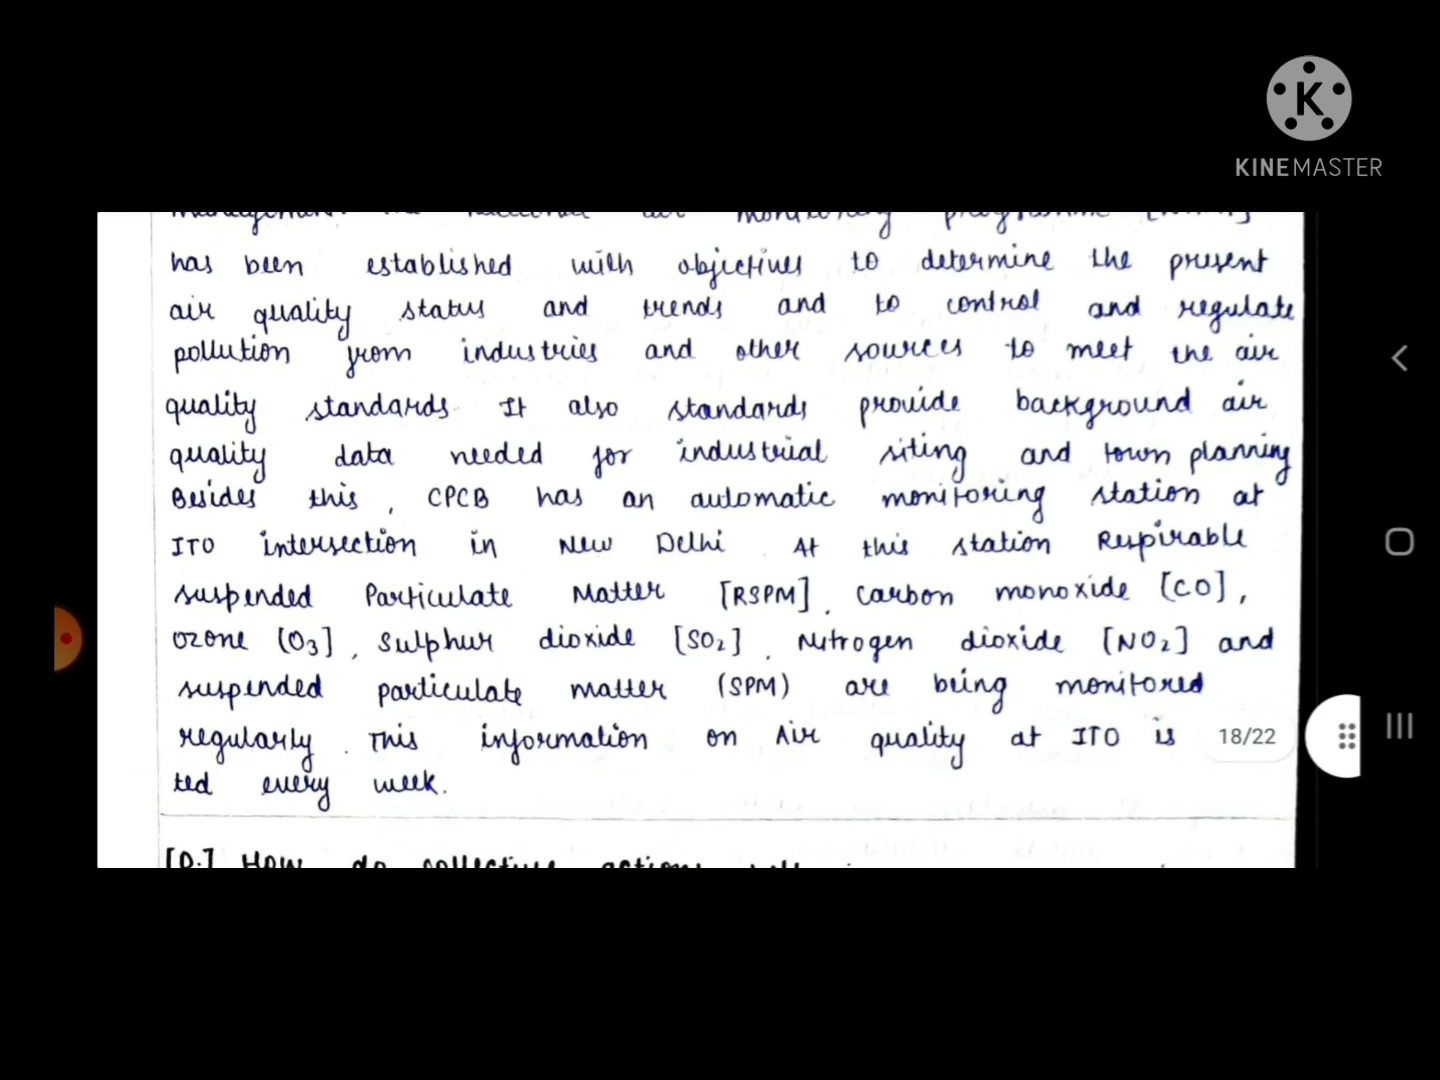 KINEMASTER
has been established with objectives to determine the present
air quality status and trends and to control and regulate
pollution from industries and other sources to meet the air
quality standards. It also standards provide background air
quality data needed for industrial siting and town planning
Besides this, CPCB has an automatic monitoring station at
ITO intersection in New Delhi. At this station Respirable
suspended Particulate Matter [RSPM], Carbon monoxide [CO],
Ozone [O3], Sulphur dioxide [SO2], Nitrogen dioxide [NO2] and
suspended particulate matter (SPM) are being monitored
regularly. This information on Air quality at ITO is
18/22
ted every week.
[Q.] How do collective action